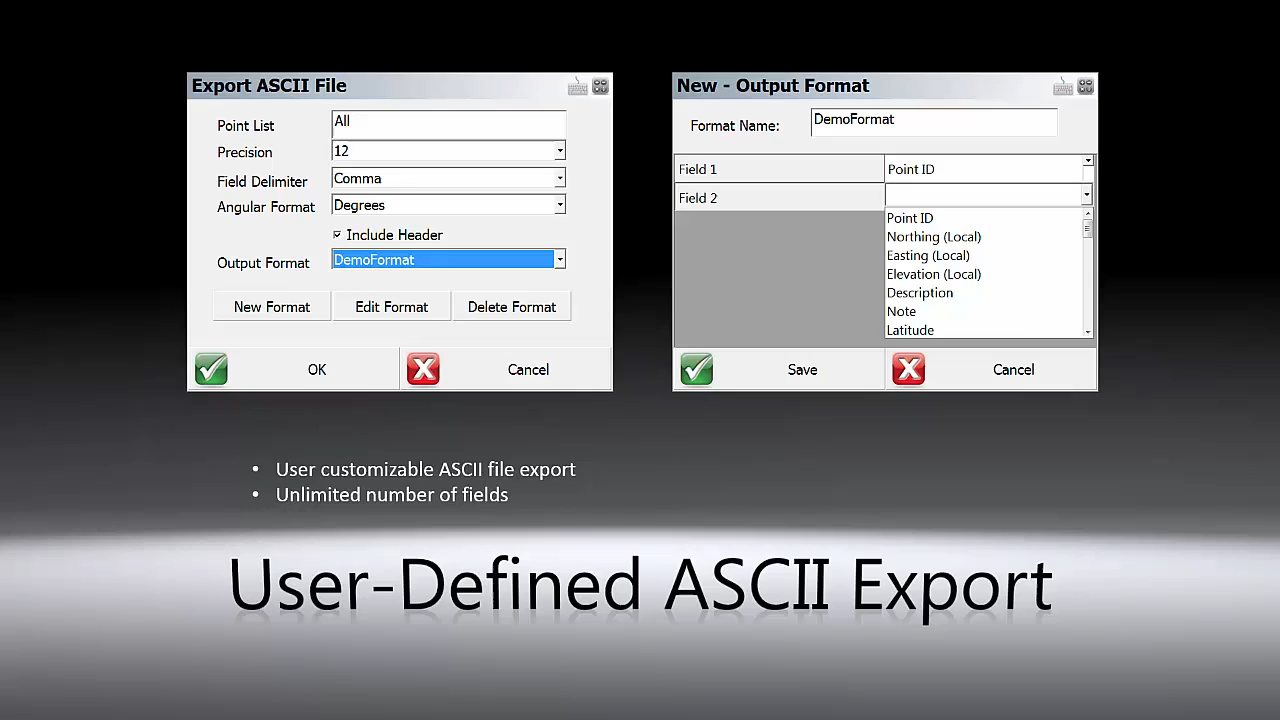 Export ASCII File
Point List All
Precision 12
Field Delimiter Comma
Angular Format Degrees
Include Header
Output Format DemoFormat
New Format Edit Format Delete Format
OK Cancel
New - Output Format
Format Name: DemoFormat
Field 1 Point ID
Field 2
Point ID
Northing (Local)
Easting (Local)
Elevation (Local)
Description
Note
Latitude
Save Cancel
• User customizable ASCII file export
• Unlimited number of fields
User-Defined ASCII Export